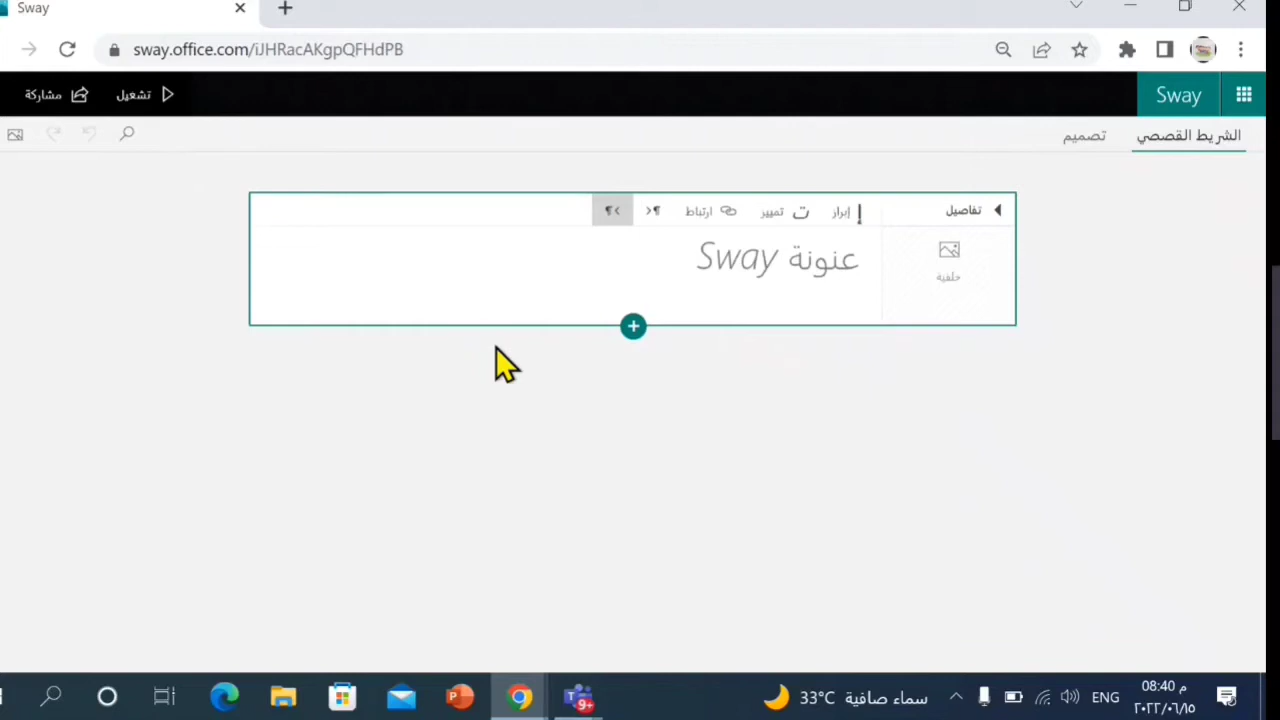 Sway
sway.office.com/iJHRacAKgpQFHdPB
Sway
تشغيل
مشاركة
الشريط القصصي
تصميم
تفاصيل
إبراز
ت تمييز
ارتباط
خلفية
عنونة Sway
9+
33°C سماء صافية
ENG
08:40 م
٢٠٢٢/٠٦/١٥